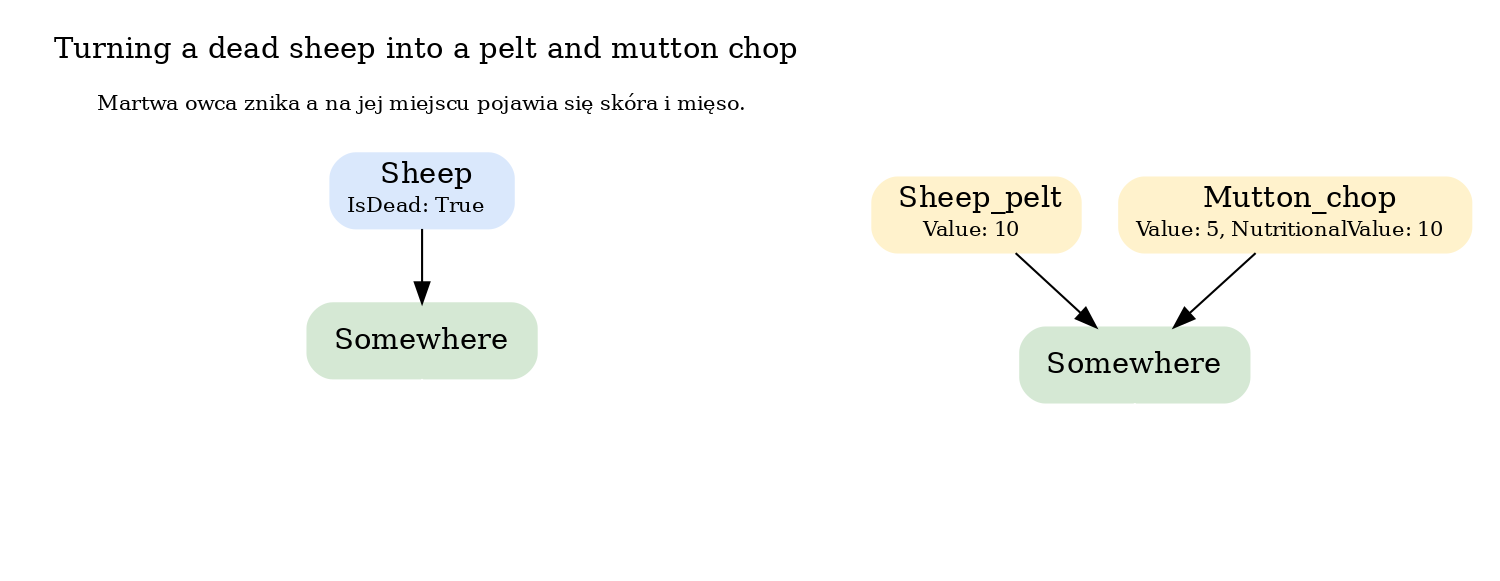 Turning a dead sheep into a pelt and mutton chop
Martwa owca znika a na jej miejscu pojawia się skóra i mięso.
Sheep
IsDead: True
Somewhere
Sheep_pelt
Value: 10
Mutton_chop
Value: 5, NutritionalValue: 10
Somewhere